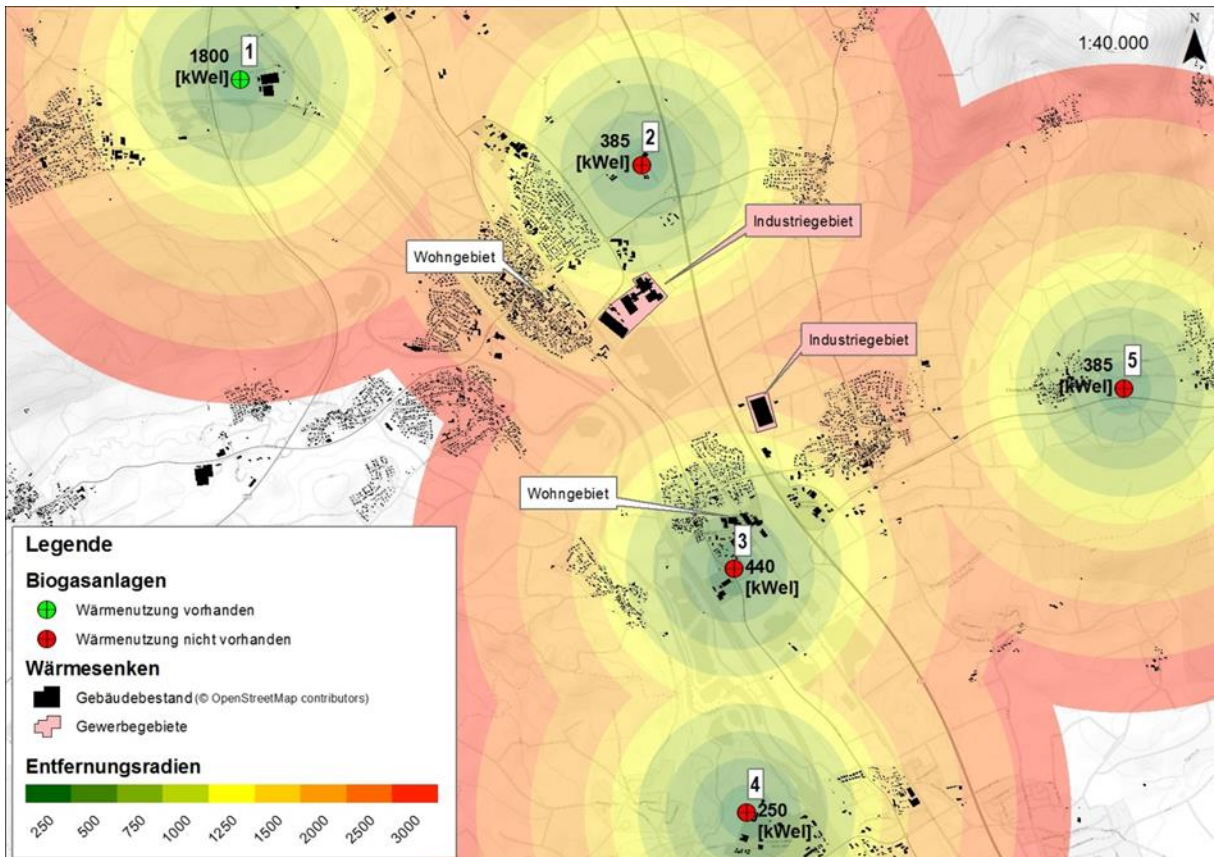 N
1:40.000
1800
[kWel]
1
385
[kWel]
2
Industriegebiet
Wohngebiet
Industriegebiet
385
[kWel]
5
Wohngebiet
3
440
[kWel]
4
250
[kWel]
Legende
Biogasanlagen
Wärmenutzung vorhanden
Wärmenutzung nicht vorhanden
Wärmesenken
Gebäudebestand (© OpenStreetMap contributors)
Gewerbegebiete
Entfernungsradien
250 500 750 1000 1250 1500 2000 2500 3000